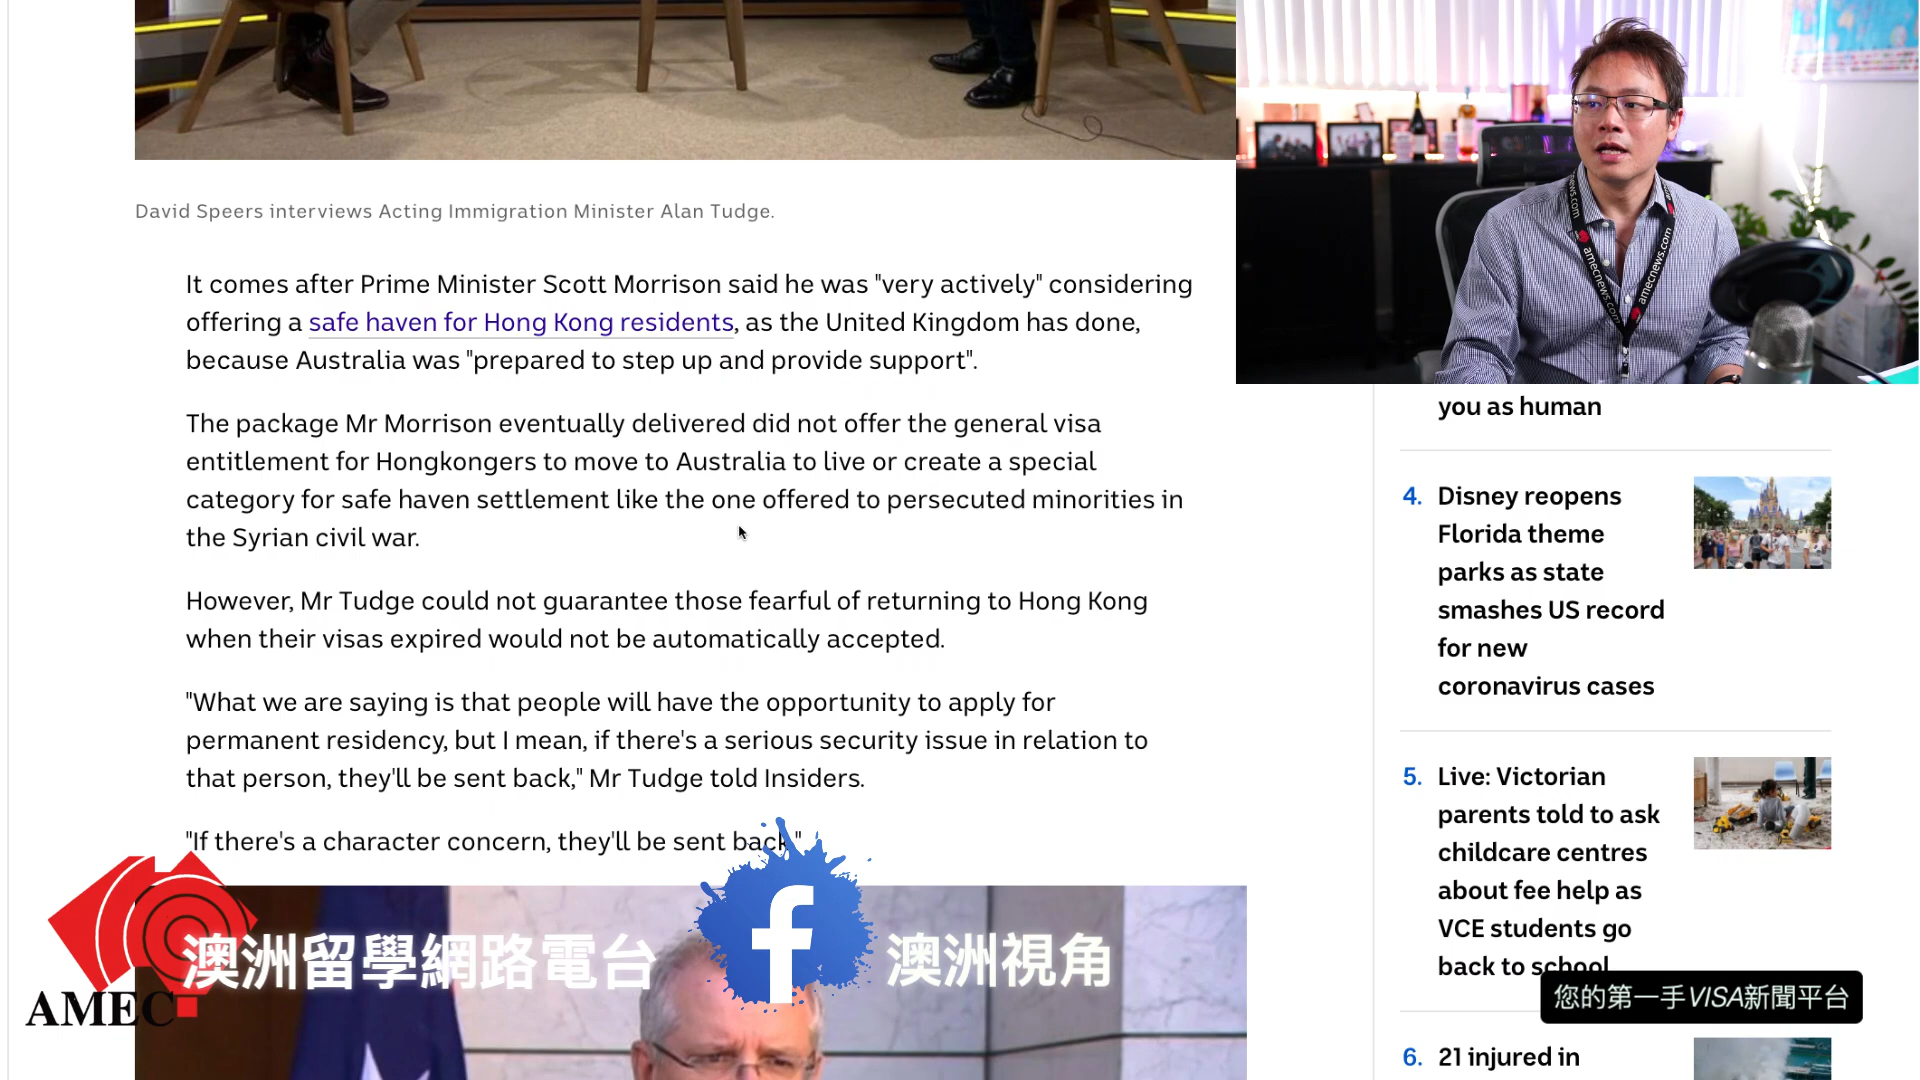 David Speers interviews Acting Immigration Minister Alan Tudge.
It comes after Prime Minister Scott Morrison said he was "very actively" considering
offering a safe haven for Hong Kong residents, as the United Kingdom has done,
because Australia was "prepared to step up and provide support".
The package Mr Morrison eventually delivered did not offer the general visa
entitlement for Hongkongers to move to Australia to live or create a special
category for safe haven settlement like the one offered to persecuted minorities in
the Syrian civil war.
However, Mr Tudge could not guarantee those fearful of returning to Hong Kong
when their visas expired would not be automatically accepted.
"What we are saying is that people will have the opportunity to apply for
permanent residency, but I mean, if there's a serious security issue in relation to
that person, they'll be sent back," Mr Tudge told Insiders.
"If there's a character concern, they'll be sent back."
AMEC
澳洲留學網路電台
f
澳洲視角
news.com
amecnews.com
amecnews.com
you as human
4. Disney reopens
Florida theme
parks as state
smashes US record
for new
coronavirus cases
5. Live: Victorian
parents told to ask
childcare centres
about fee help as
VCE students go
back to school
您的第一手VISA新聞平台
6. 21 injured in